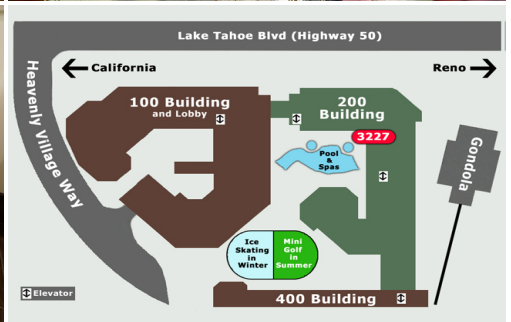 Lake Tahoe Blvd (Highway 50)
California
Reno
Heavenly Village Way
100 Building
and Lobby
200
Building
3227
Pool
&
Spas
Gondola
Ice
Skating
in
Winter
Mini
Golf
in
Summer
Elevator
400 Building